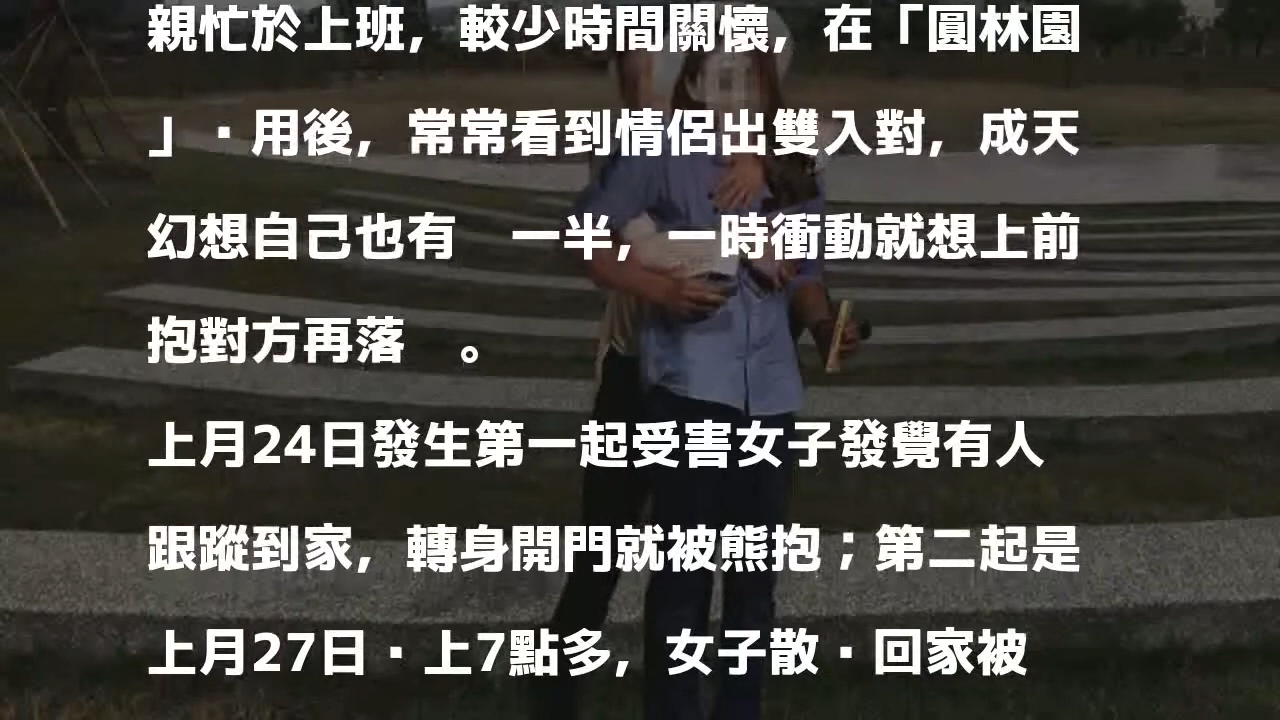 親忙於上班，較少時間關懷，在「圓林園
」·用後，常常看到情侶出雙入對，成天
幻想自己也有　一半，一時衝動就想上前
抱對方再落　。
上月24日發生第一起受害女子發覺有人
跟蹤到家，轉身開門就被熊抱；第二起是
上月27日·上7點多，女子散·回家被